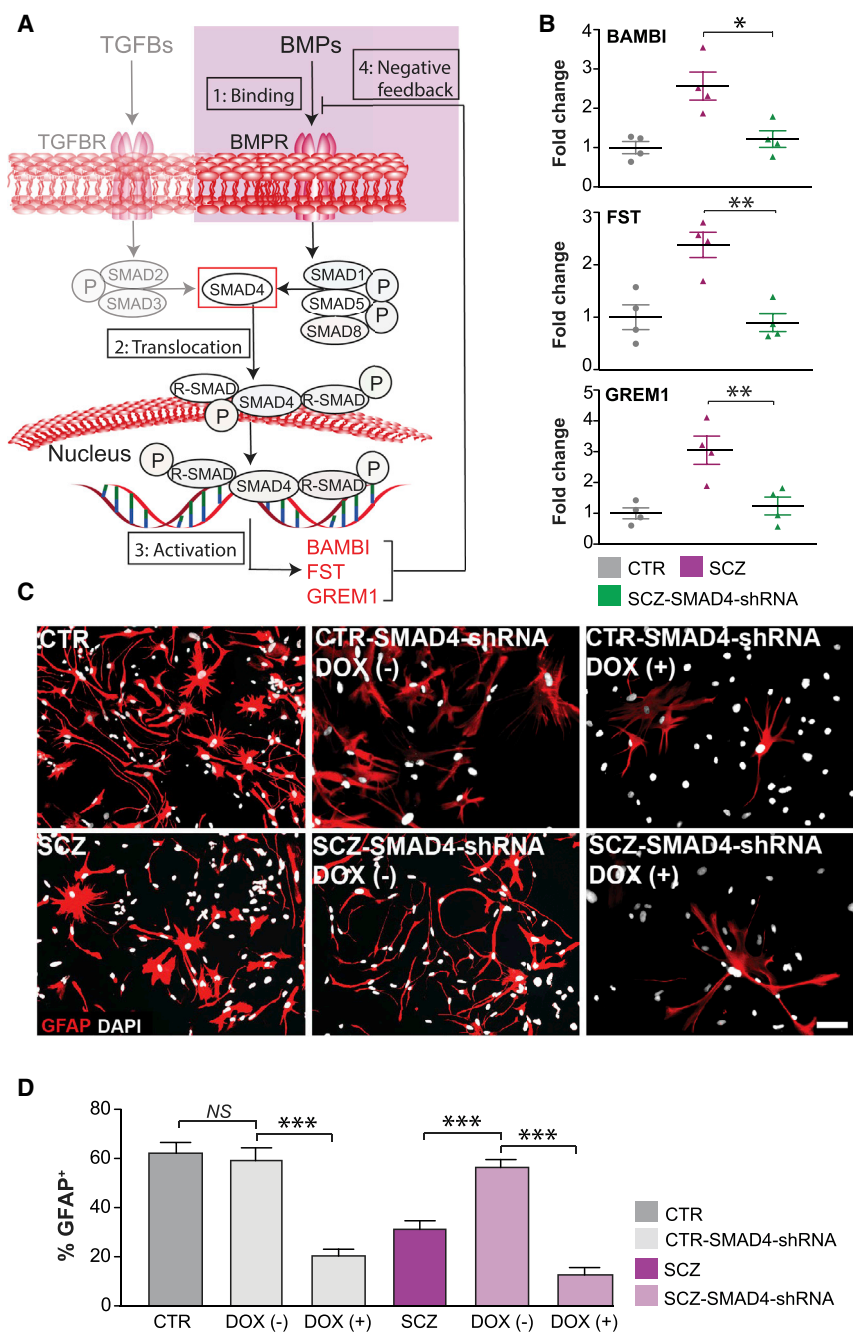 A
TGFBs
BMPs
1: Binding
4: Negative
feedback
TGFBR
BMPR
P
SMAD2
SMAD3
SMAD4
SMAD1
SMAD5
SMAD8
P
P
2: Translocation
R-SMAD
SMAD4
R-SMAD
P
P
Nucleus
P
R-SMAD
SMAD4
R-SMAD
P
3: Activation
BAMBI
FST
GREM1
B
BAMBI
*
Fold change
4
3
2
1
0
FST
**
Fold change
3
2
1
0
GREM1
**
Fold change
5
4
3
2
1
0
CTR
SCZ
SCZ-SMAD4-shRNA
C
CTR
CTR-SMAD4-shRNA
DOX (-)
CTR-SMAD4-shRNA
DOX (+)
SCZ
SCZ-SMAD4-shRNA
DOX (-)
SCZ-SMAD4-shRNA
DOX (+)
GFAP DAPI
D
% GFAP+
80
60
40
20
0
NS
***
***
***
CTR
DOX (-)
DOX (+)
SCZ
DOX (-)
DOX (+)
CTR
CTR-SMAD4-shRNA
SCZ
SCZ-SMAD4-shRNA